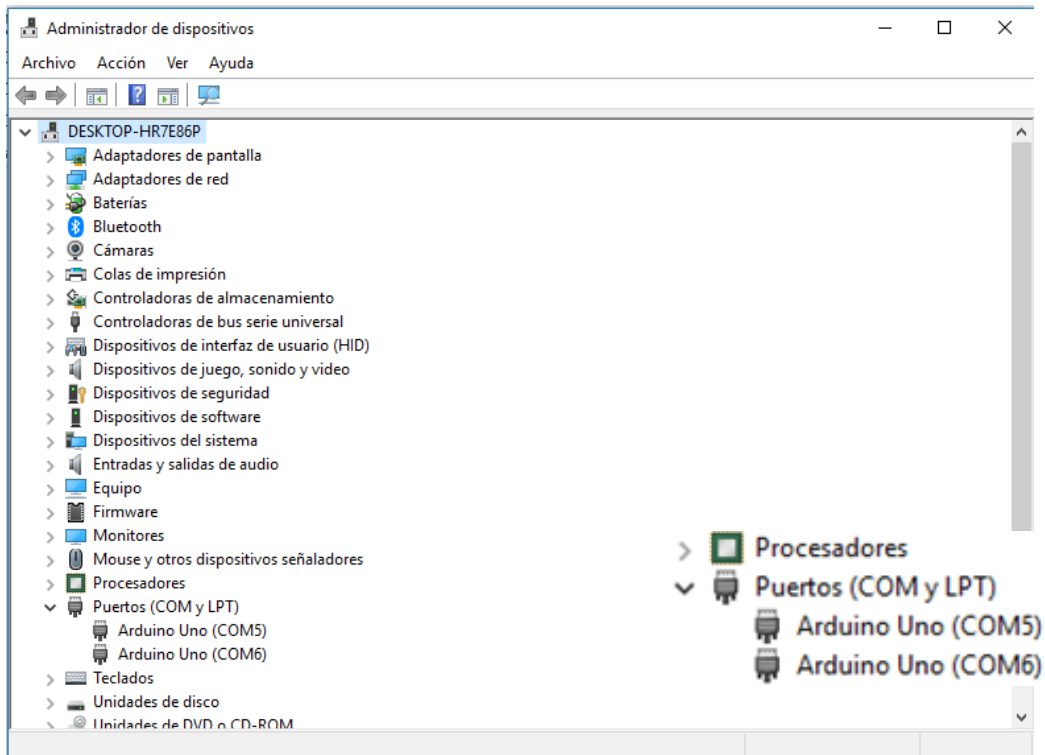 Administrador de dispositivos
Archivo Acción Ver Ayuda
DESKTOP-HR7E86P
Adaptadores de pantalla
Adaptadores de red
Baterías
Bluetooth
Cámaras
Colas de impresión
Controladoras de almacenamiento
Controladoras de bus serie universal
Dispositivos de interfaz de usuario (HID)
Dispositivos de juego, sonido y video
Dispositivos de seguridad
Dispositivos de software
Dispositivos del sistema
Entradas y salidas de audio
Equipo
Firmware
Monitores
Mouse y otros dispositivos señaladores
Procesadores
Puertos (COM y LPT)
Arduino Uno (COM5)
Arduino Uno (COM6)
Teclados
Unidades de disco
Unidades de DVD o CD-ROM
Procesadores
Puertos (COM y LPT)
Arduino Uno (COM5)
Arduino Uno (COM6)